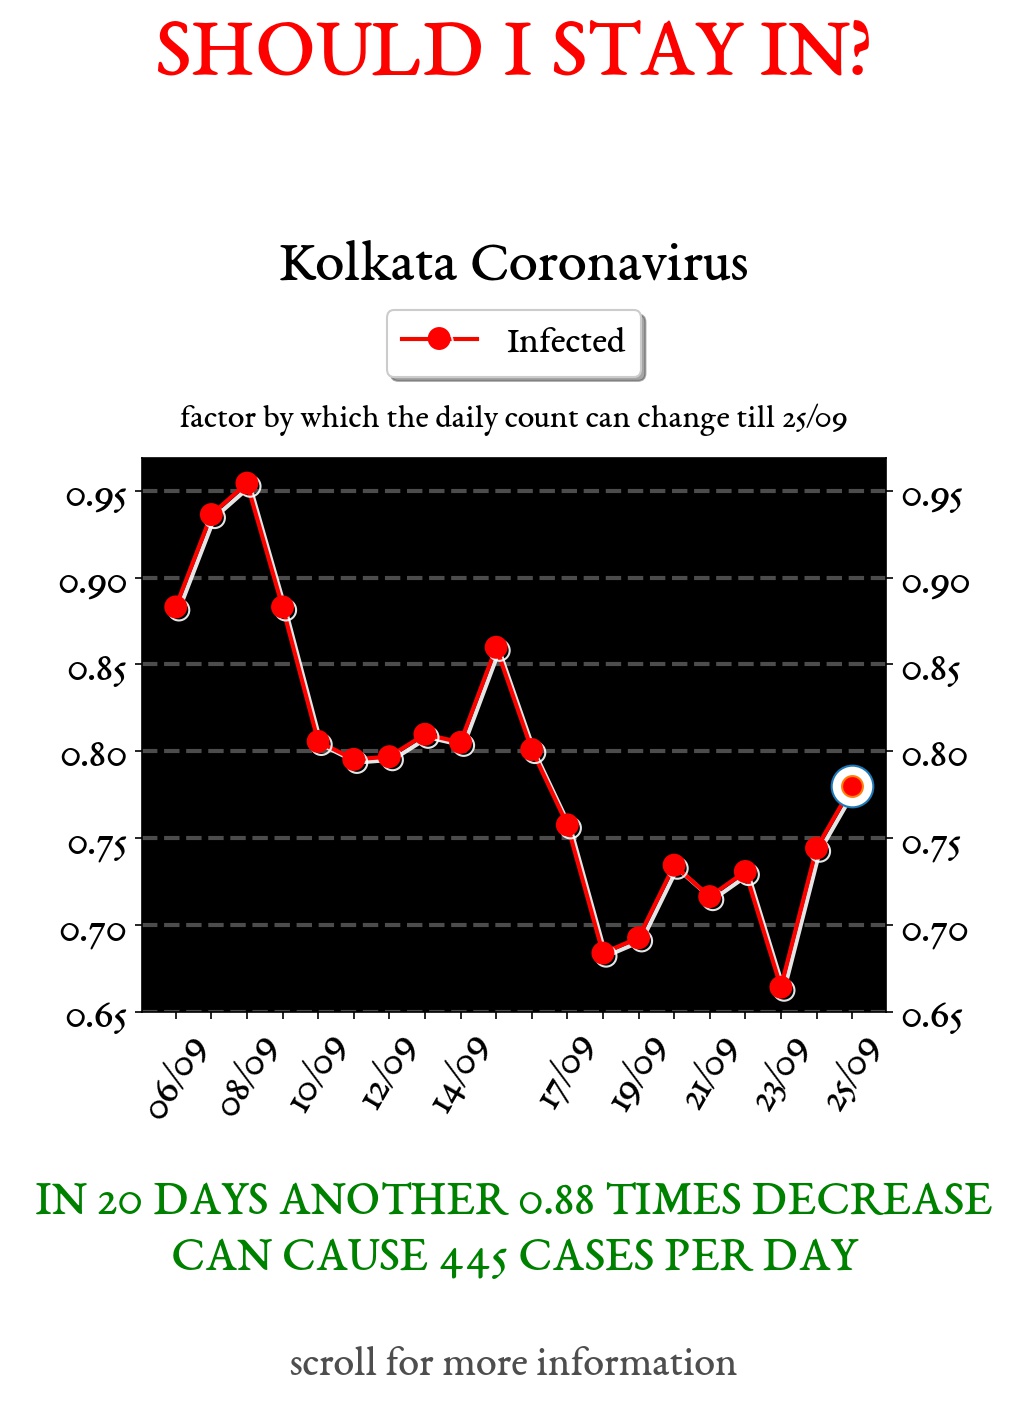 SHOULD I STAY IN?
Kolkata Coronavirus
Infected
factor by which the daily count can change till 25/09
0.95 0.95
0.90 0.90
0.85 0.85
0.80 0.80
0.75 0.75
0.70 0.70
0.65 0.65
06/09 08/09 10/09 12/09 14/09 17/09 19/09 21/09 23/09 25/09
IN 20 DAYS ANOTHER 0.88 TIMES DECREASE
CAN CAUSE 445 CASES PER DAY
scroll for more information